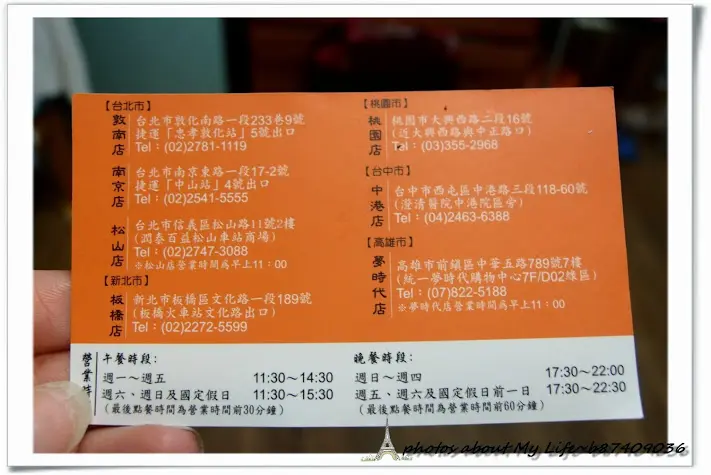 【台北市】
敦南店
台北市敦化南路一段233巷9號
捷運「忠孝敦化站」5號出口
Tel：(02)2781-1119
南京店
台北市南京東路一段17-2號
捷運「中山站」4號出口
Tel：(02)2541-5555
松山店
台北市信義區松山路11號2樓
(潤泰百益松山車站商場)
Tel：(02)2747-3088
※松山店營業時間為早上11：00
【新北市】
板橋店
新北市板橋區文化路一段189號
(板橋火車站文化路出口)
Tel：(02)2272-5599
【桃園市】
桃園店
桃園市大興西路二段16號
(近大興西路與中正路口)
Tel：(03)355-2968
【台中市】
中港店
台中市西屯區中港路三段118-60號
(澄清醫院中港院區旁)
Tel：(04)2463-6388
【高雄市】
夢時代店
高雄市前鎮區中華五路789號7樓
(統一夢時代購物中心7F/D02線區)
Tel：(07)822-5188
※夢時代店營業時間為早上11：00
營業時
午餐時段：
週一～週五 11:30～14:30
週六、週日及國定假日 11:30～15:30
(最後點餐時間為營業時間前30分鐘)
晚餐時段：
週日～週四 17:30～22:00
週五、週六及國定假日前一日 17:30～22:30
(最後點餐時間為營業時間前60分鐘)
photos about My Life*b87409036